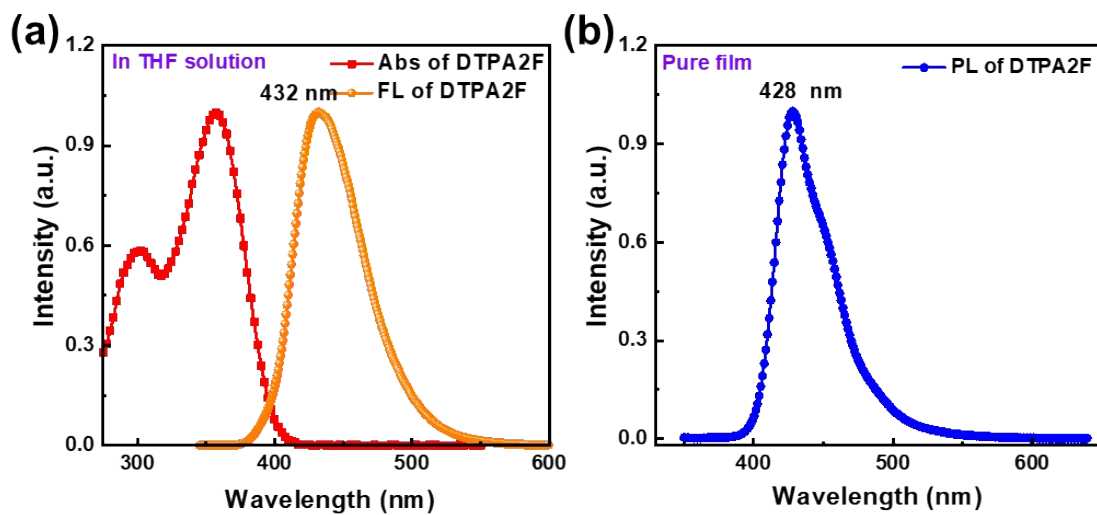 (a)
In THF solution
Abs of DTPA2F
FL of DTPA2F
432 nm
1.2
0.9
0.6
0.3
0.0
Intensity (a.u.)
300
400
500
600
Wavelength (nm)
(b)
Pure film
PL of DTPA2F
428 nm
1.2
0.9
0.6
0.3
0.0
Intensity (a.u.)
400
500
600
Wavelength (nm)